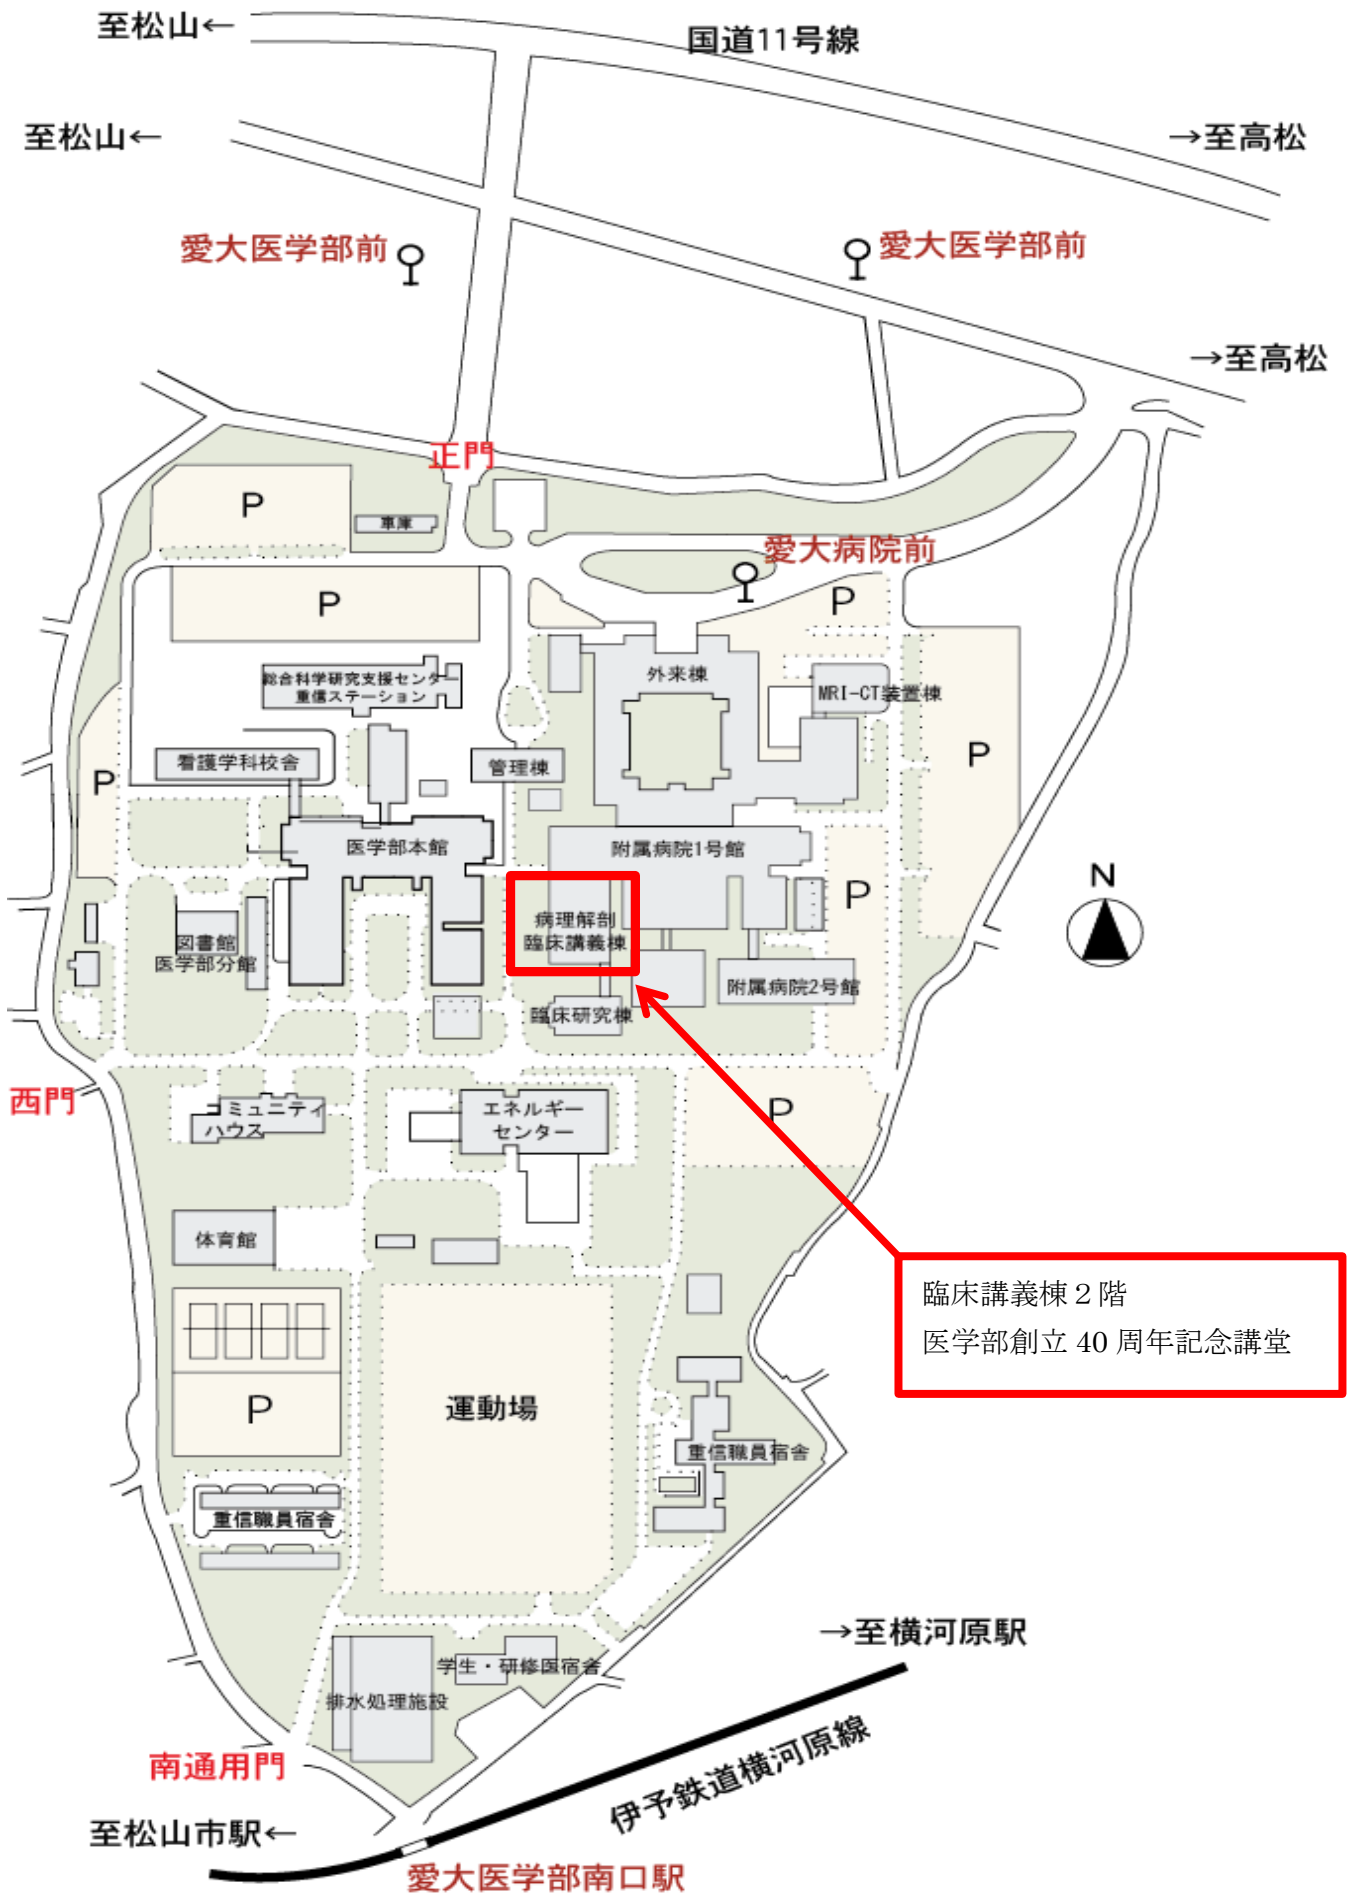 至松山←
国道11号線
至松山←
→至高松
愛大医学部前
愛大医学部前
→至高松
正門
P
車庫
愛大病院前
P
P
外来棟
総合科学研究支援センター
重信ステーション
MRI-CT装置棟
看護学科校舎
管理棟
P
P
医学部本館
附属病院1号館
N
P
病理解剖
臨床講義棟
図書館
医学部分館
附属病院2号館
臨床研究棟
西門
コミュニティ
ハウス
エネルギー
センター
P
体育館
臨床講義棟２階
医学部創立 40 周年記念講堂
P
運動場
重信職員宿舎
重信職員宿舎
→至横河原駅
学生・研修医宿舎
排水処理施設
南通用門
伊予鉄道横河原線
至松山市駅←
愛大医学部南口駅